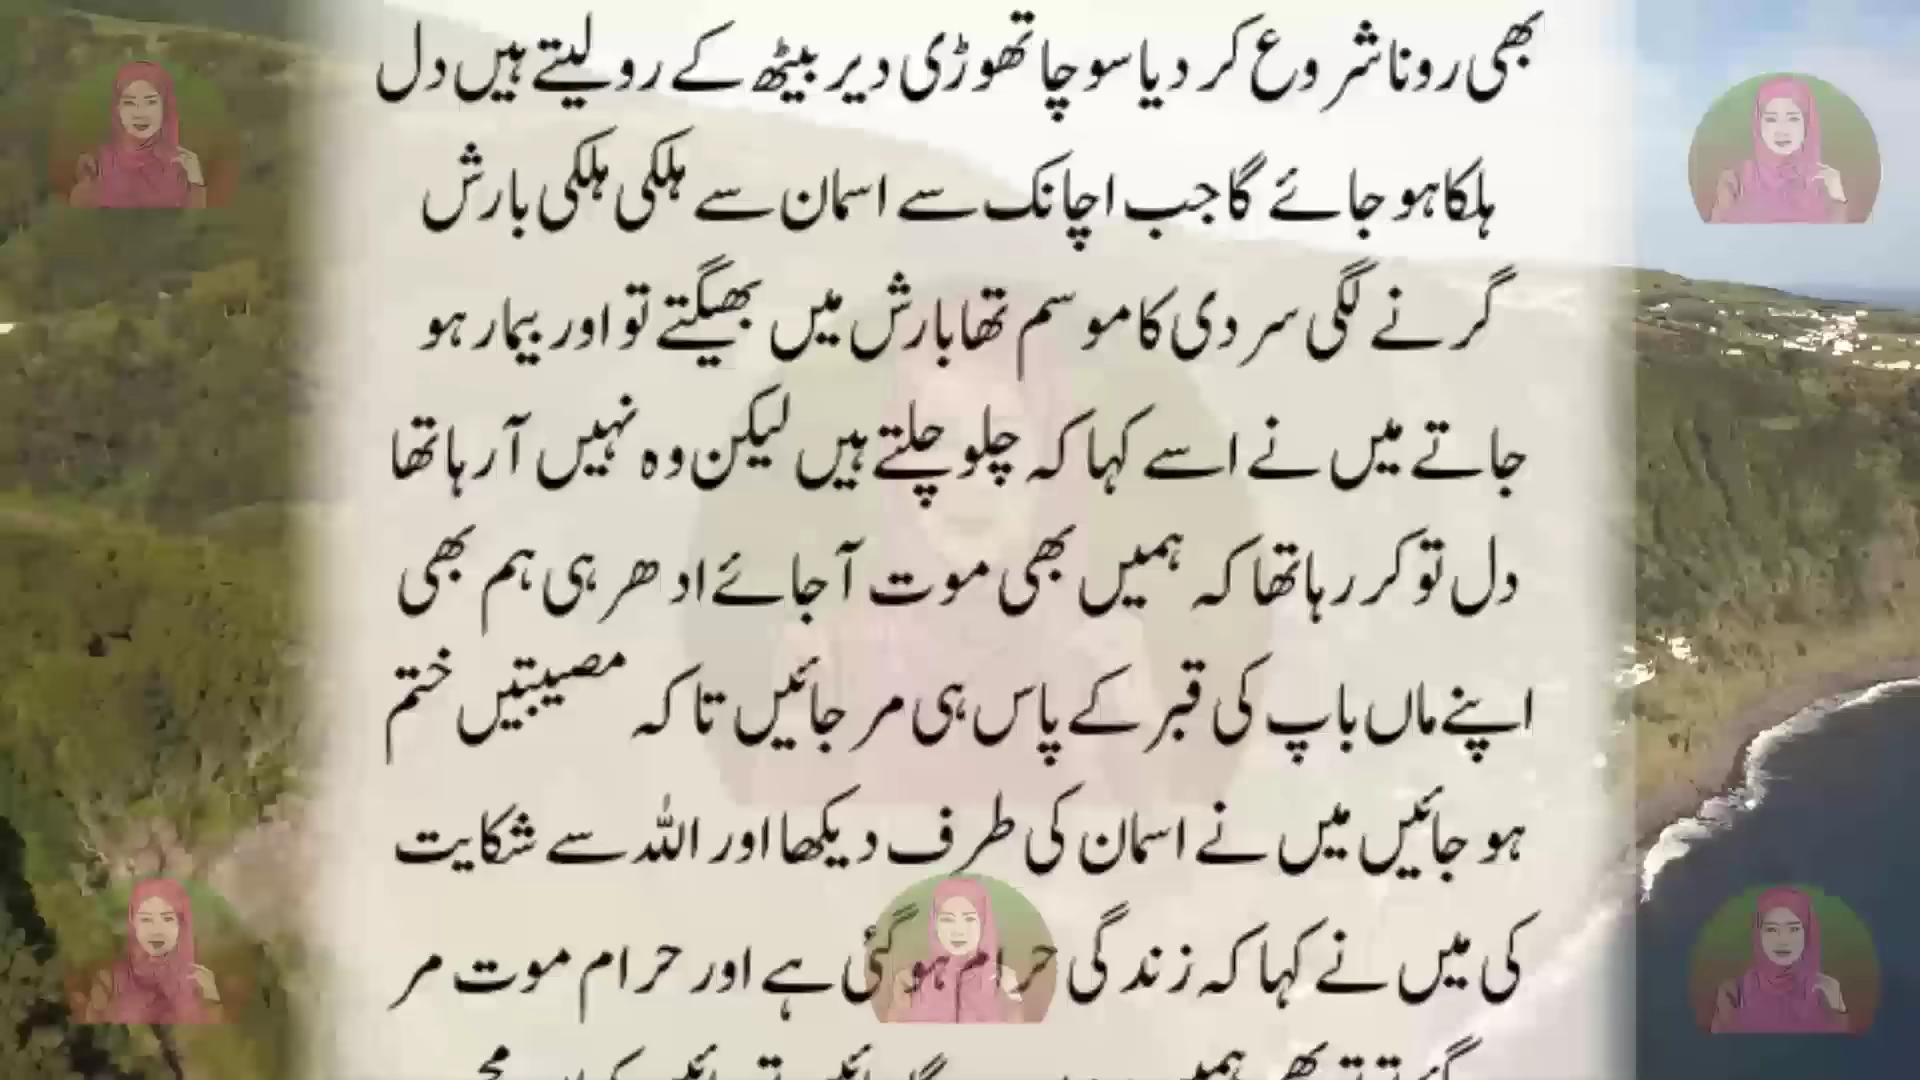 بھی رونا شروع کر دیا سوچا تھوڑی دیر بیٹھ کے رو لیتے ہیں دل
ہلکا ہو جائے گا جب اچانک سے اسمان سے ہلکی ہلکی بارش
گرنے لگی سردی کا موسم تھا بارش میں بھیگتے تو اور بیمار ہو
جاتے میں نے اسے کہا کہ چلو چلتے ہیں لیکن وہ نہیں آ رہا تھا
دل تو کر رہا تھا کہ ہمیں بھی موت آ جائے ادھر ہی ہم بھی
اپنے ماں باپ کی قبر کے پاس ہی مر جائیں تاکہ مصیبتیں ختم
ہو جائیں میں نے اسمان کی طرف دیکھا اور اللہ سے شکایت
کی میں نے کہا کہ زندگی حرام ہو گئی ہے اور حرام موت مر